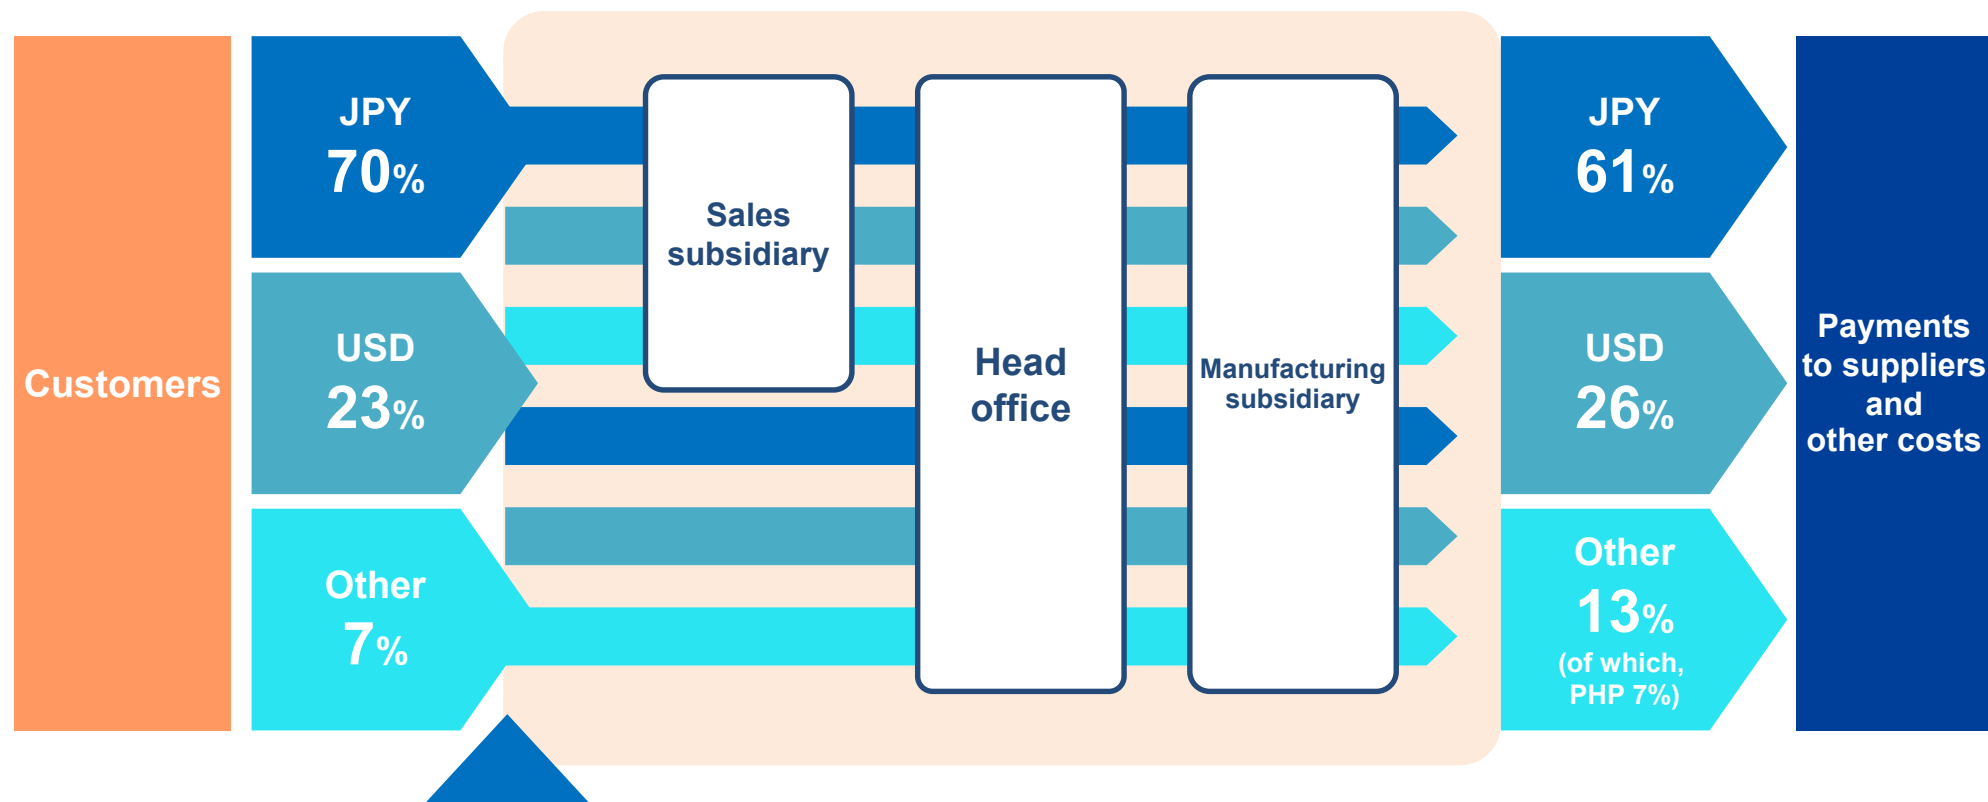 Customers
JPY
70%
USD
23%
Other
7%
Sales
subsidiary
Head
office
Manufacturing
subsidiary
JPY
61%
USD
26%
Other
13%
(of which,
PHP 7%)
Payments
to suppliers
and
other costs